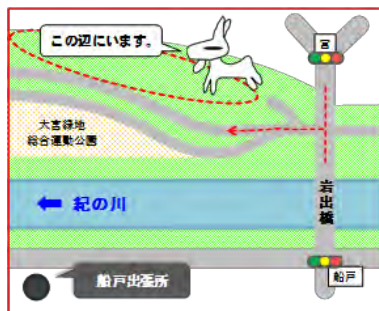 この辺にいます。
宮
大宮緑地
総合運動公園
岩出橋
← 紀の川
船戸出張所
船戸